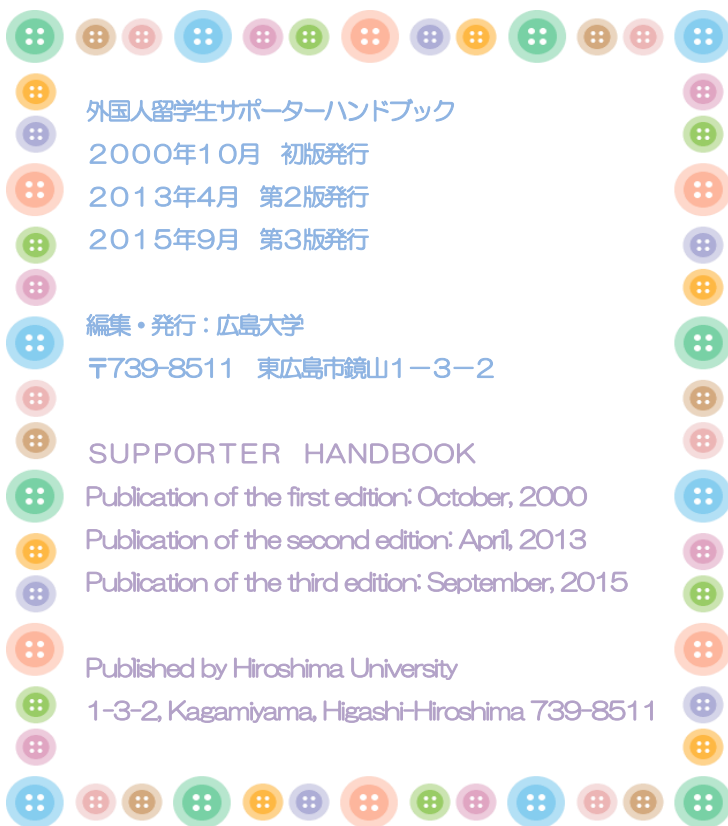 外国人留学生サポーターハンドブック
２０００年１０月　初版発行
２０１３年４月　第２版発行
２０１５年９月　第３版発行
編集・発行：広島大学
〒739-8511　東広島市鏡山１－３－２
ＳＵＰＰＯＲＴＥＲ　ＨＡＮＤＢＯＯＫ
Publication of the first edition: October, 2000
Publication of the second edition: April, 2013
Publication of the third edition: September, 2015
Published by Hiroshima University
1-3-2, Kagamiyama, Higashi-Hiroshima 739-8511